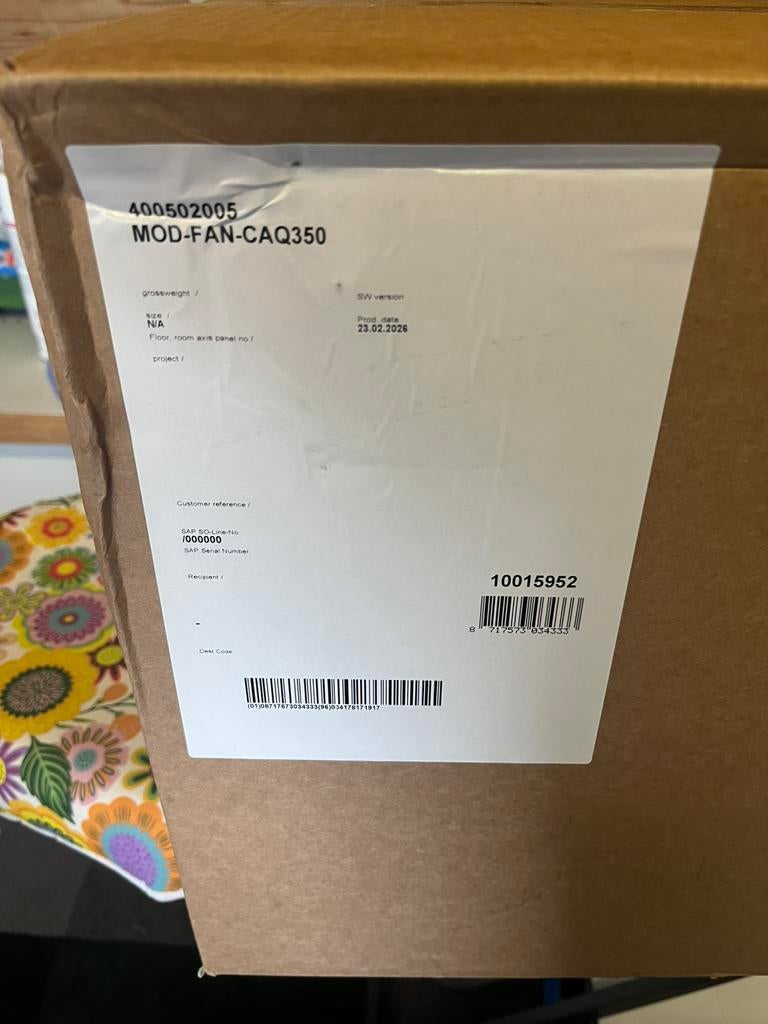 400502005
MOD-FAN-CAQ350
grossweight /
SW version
size /
N/A
Prod. date
23.02.2026
Floor, room axis panel no /
project /
Customer reference /
SAP SO-Line-No
/000000
SAP Serial Number
Recipient /
10015952
8 717573 034333
-
Dest Code
(01)08717573034333(96)004178171917